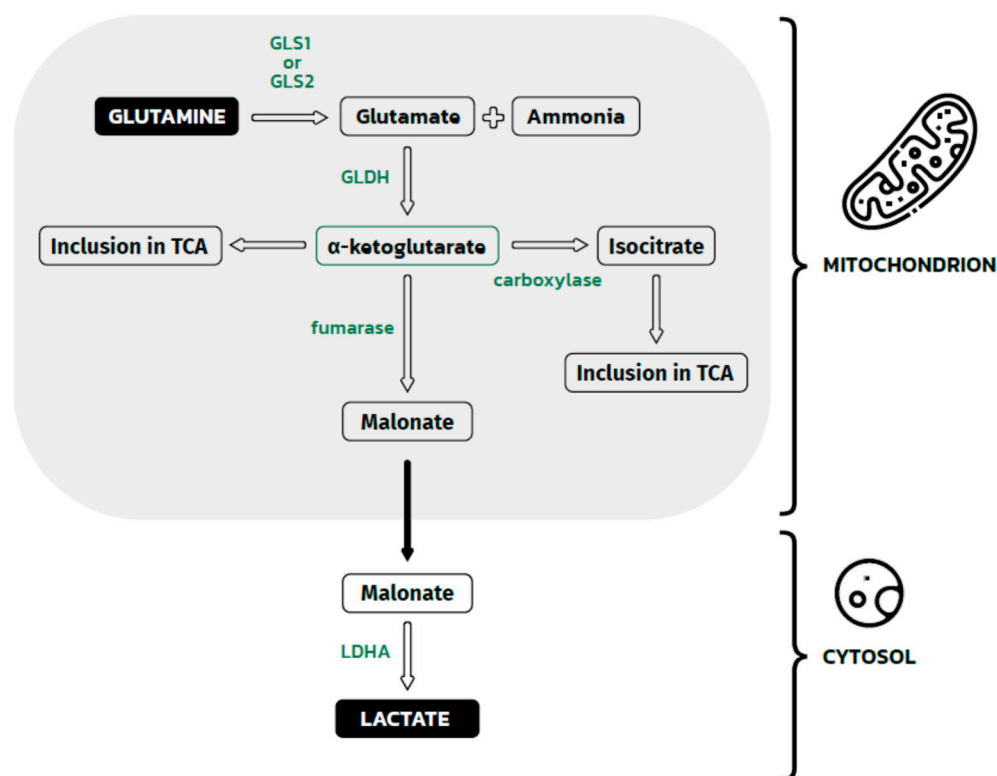 GLS1
or
GLS2
GLUTAMINE
Glutamate
Ammonia
GLDH
Inclusion in TCA
α-ketoglutarate
Isocitrate
carboxylase
MITOCHONDRION
fumarase
Inclusion in TCA
Malonate
Malonate
LDHA
CYTOSOL
LACTATE